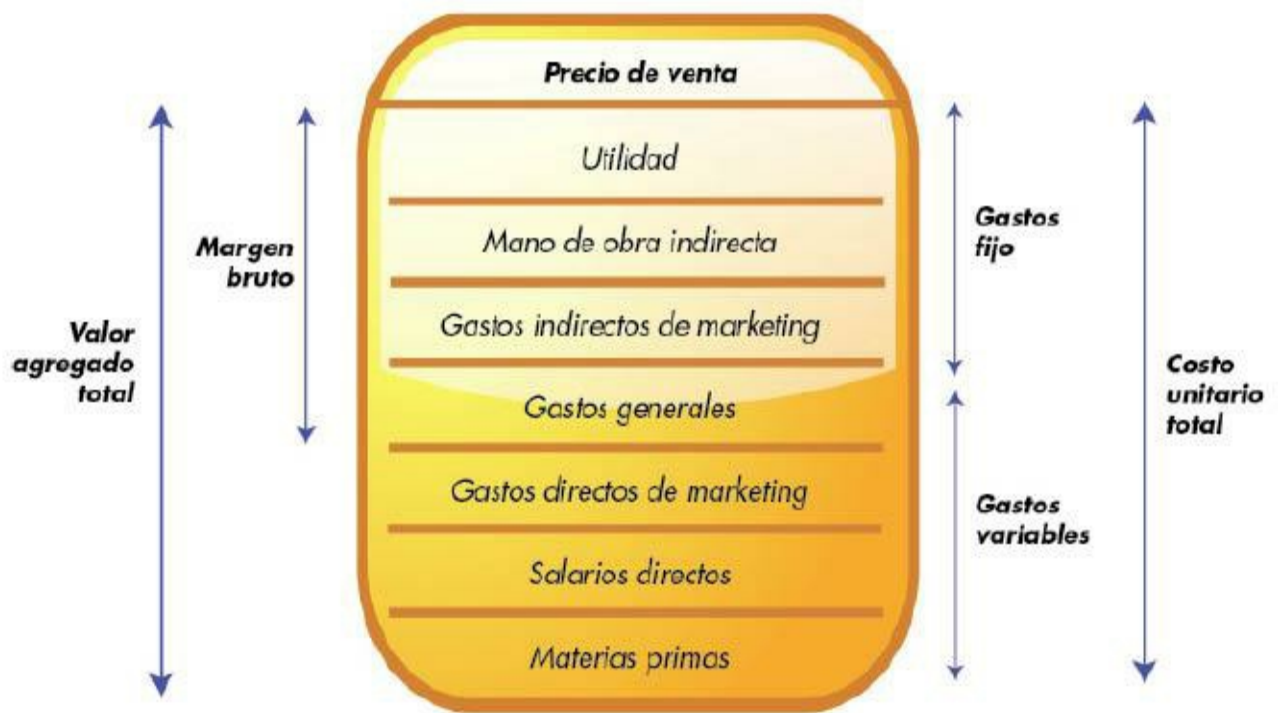 Precio de venta
Utilidad
Mano de obra indirecta
Gastos indirectos de marketing
Gastos generales
Gastos directos de marketing
Salarios directos
Materias primas
Margen
bruto
Valor
agregado
total
Gastos
fijo
Gastos
variables
Costo
unitario
total